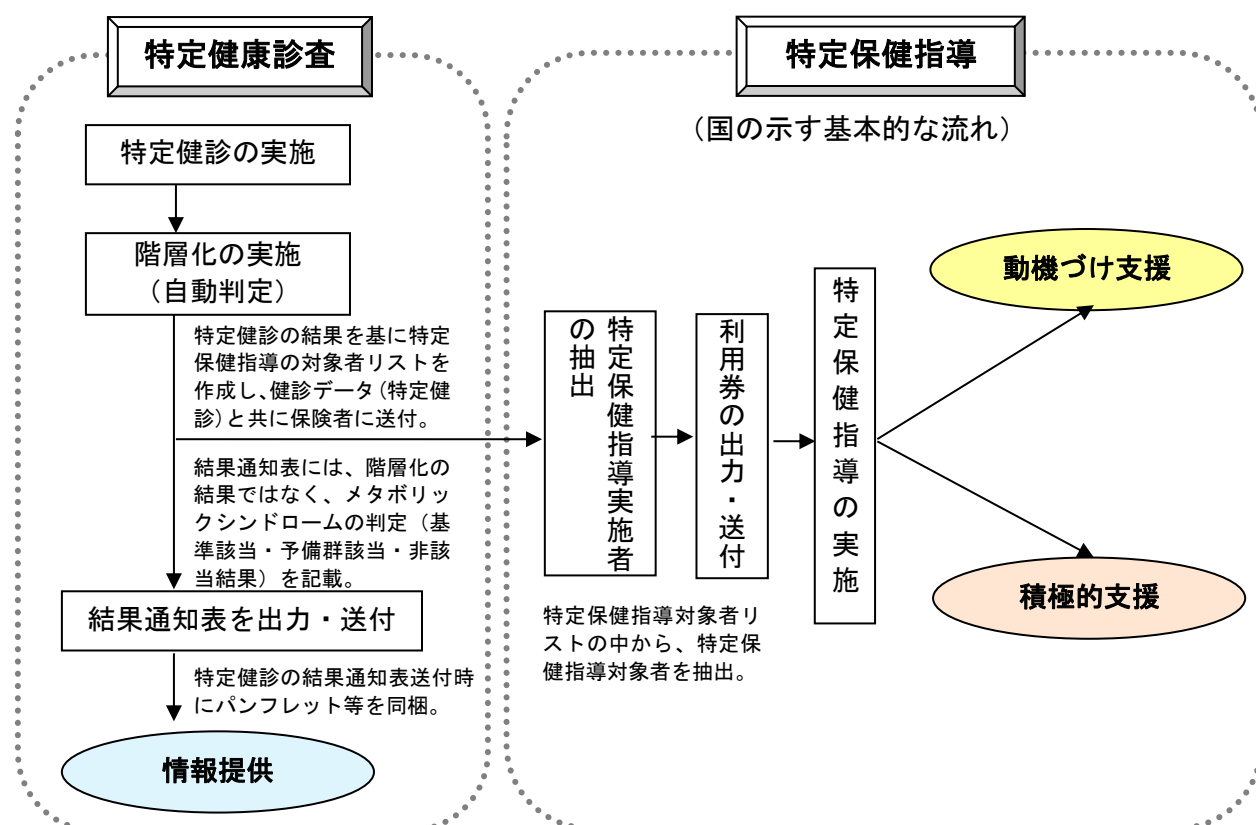 特定健康診査
特定健診の実施
階層化の実施
（自動判定）
特定健診の結果を基に特定
保健指導の対象者リストを
作成し、健診データ（特定健
診）と共に保険者に送付。
結果通知表には、階層化の
結果ではなく、メタボリッ
クシンドロームの判定（基
準該当・予備群該当・非該
当結果）を記載。
結果通知表を出力・送付
特定健診の結果通知表送付時
にパンフレット等を同梱。
情報提供
特定保健指導
（国の示す基本的な流れ）
特定保健指導実施者
の抽出
特定保健指導対象者リ
ストの中から、特定保
健指導対象者を抽出。
利用券の出力・送付
特定保健指導の実施
動機づけ支援
積極的支援